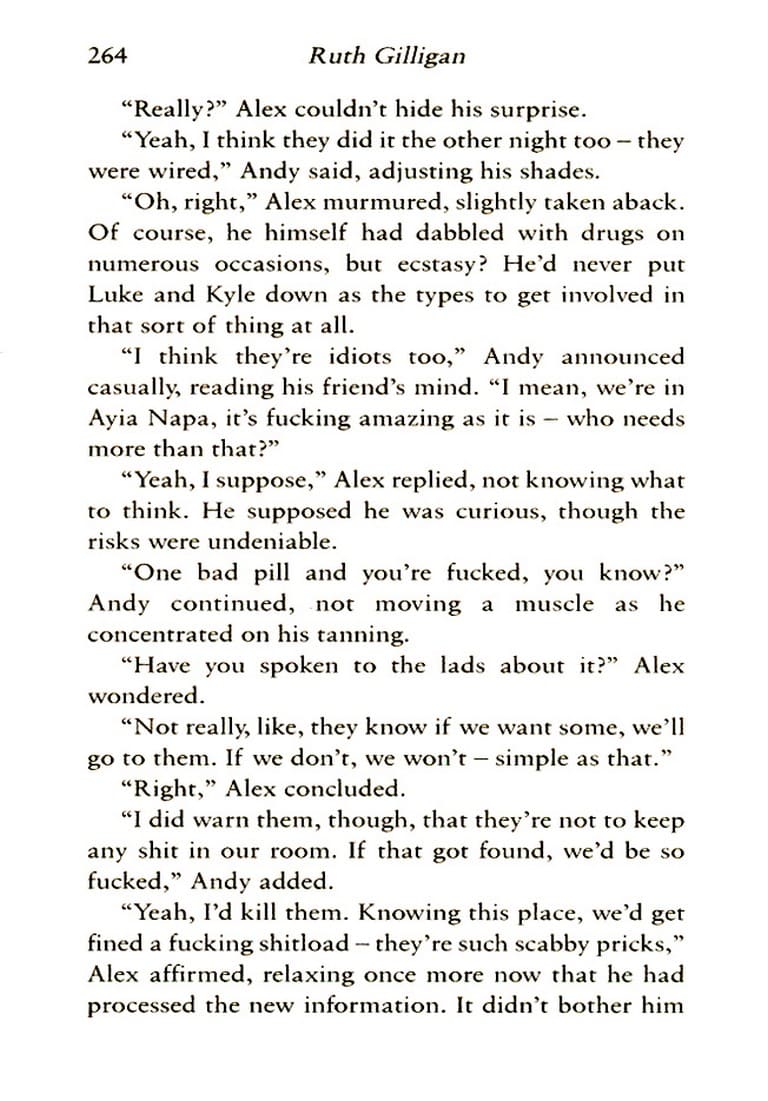 264 Ruth Gilligan
“Really?” Alex couldn’t hide his surprise.
“Yeah, I think they did it the other night too – they
were wired,” Andy said, adjusting his shades.
“Oh, right,” Alex murmured, slightly taken aback.
Of course, he himself had dabbled with drugs on
numerous occasions, but ecstasy? He’d never put
Luke and Kyle down as the types to get involved in
that sort of thing at all.
“I think they’re idiots too,” Andy announced
casually, reading his friend’s mind. “I mean, we’re in
Ayia Napa, it’s fucking amazing as it is – who needs
more than that?”
“Yeah, I suppose,” Alex replied, not knowing what
to think. He supposed he was curious, though the
risks were undeniable.
“One bad pill and you’re fucked, you know?”
Andy continued, not moving a muscle as he
concentrated on his tanning.
“Have you spoken to the lads about it?” Alex
wondered.
“Not really, like, they know if we want some, we’ll
go to them. If we don’t, we won’t – simple as that.”
“Right,” Alex concluded.
“I did warn them, though, that they’re not to keep
any shit in our room. If that got found, we’d be so
fucked,” Andy added.
“Yeah, I’d kill them. Knowing this place, we’d get
fined a fucking shitload – they’re such scabby pricks,”
Alex affirmed, relaxing once more now that he had
processed the new information. It didn’t bother him